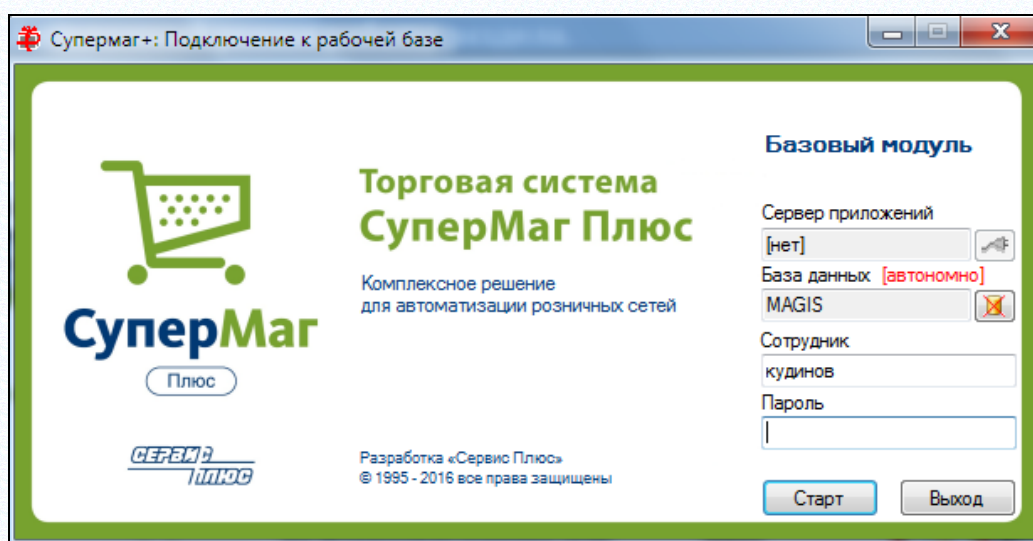 Супермаг+: Подключение к рабочей базе
Базовый модуль
Торговая система
СуперМаг Плюс
Комплексное решение
для автоматизации розничных сетей
СуперМаг
Плюс
СЕРВИС
ПЛЮС
Разработка «Сервис Плюс»
© 1995 - 2016 все права защищены
Сервер приложений
[нет]
База данных [автономно]
MAGIS
Сотрудник
кудинов
Пароль
Старт
Выход